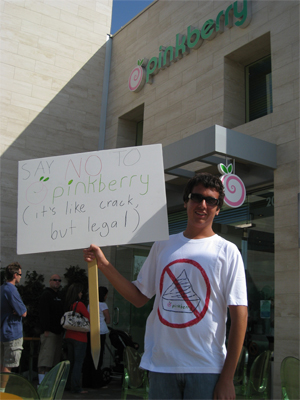 pinkberry
SAY NO TO
pinkberry
(it's like crack,
but legal)